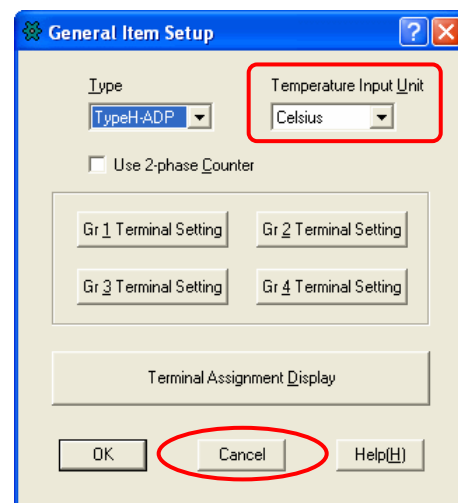 General Item Setup
Type
Temperature Input Unit
TypeH-ADP
Celsius
Use 2-phase Counter
Gr 1 Terminal Setting
Gr 2 Terminal Setting
Gr 3 Terminal Setting
Gr 4 Terminal Setting
Terminal Assignment Display
OK
Cancel
Help(H)